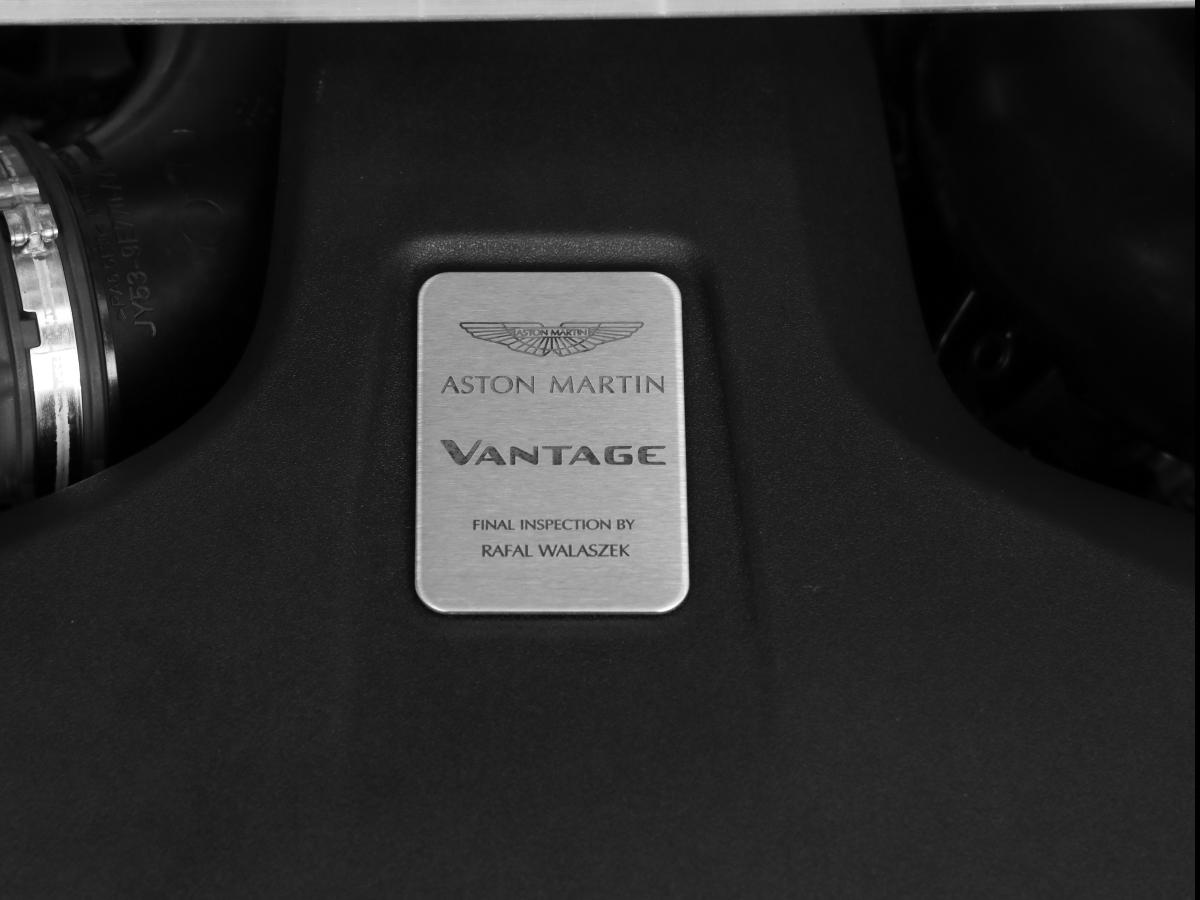 ASTON MARTIN
ASTON MARTIN
VANTAGE
FINAL INSPECTION BY
RAFAL WALASZEK